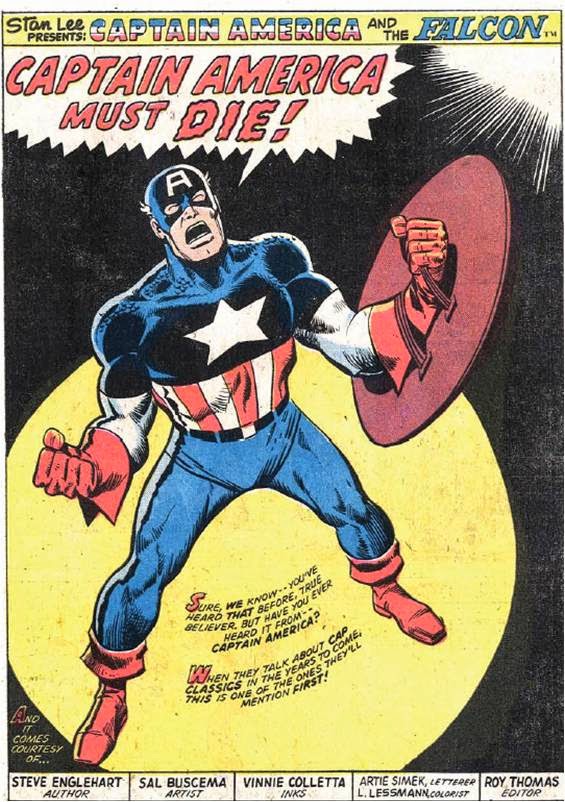 Stan Lee PRESENTS: CAPTAIN AMERICA AND THE FALCON TM
CAPTAIN AMERICA
MUST DIE!
A
SURE, WE KNOW--YOU'VE
HEARD THAT BEFORE, TRUE
BELIEVER. BUT HAVE YOU EVER
HEARD IT FROM--
CAPTAIN AMERICA?
WHEN THEY TALK ABOUT CAP
CLASSICS IN THE YEARS TO COME,
THIS IS ONE OF THE ONES THEY'LL
MENTION FIRST!
AND
IT
COMES
COURTESY
OF...
STEVE ENGLEHART
AUTHOR
SAL BUSCEMA
ARTIST
VINNIE COLLETTA
INKS
ARTIE SIMEK, LETTERER
L. LESSMANN, COLORIST
ROY THOMAS
EDITOR